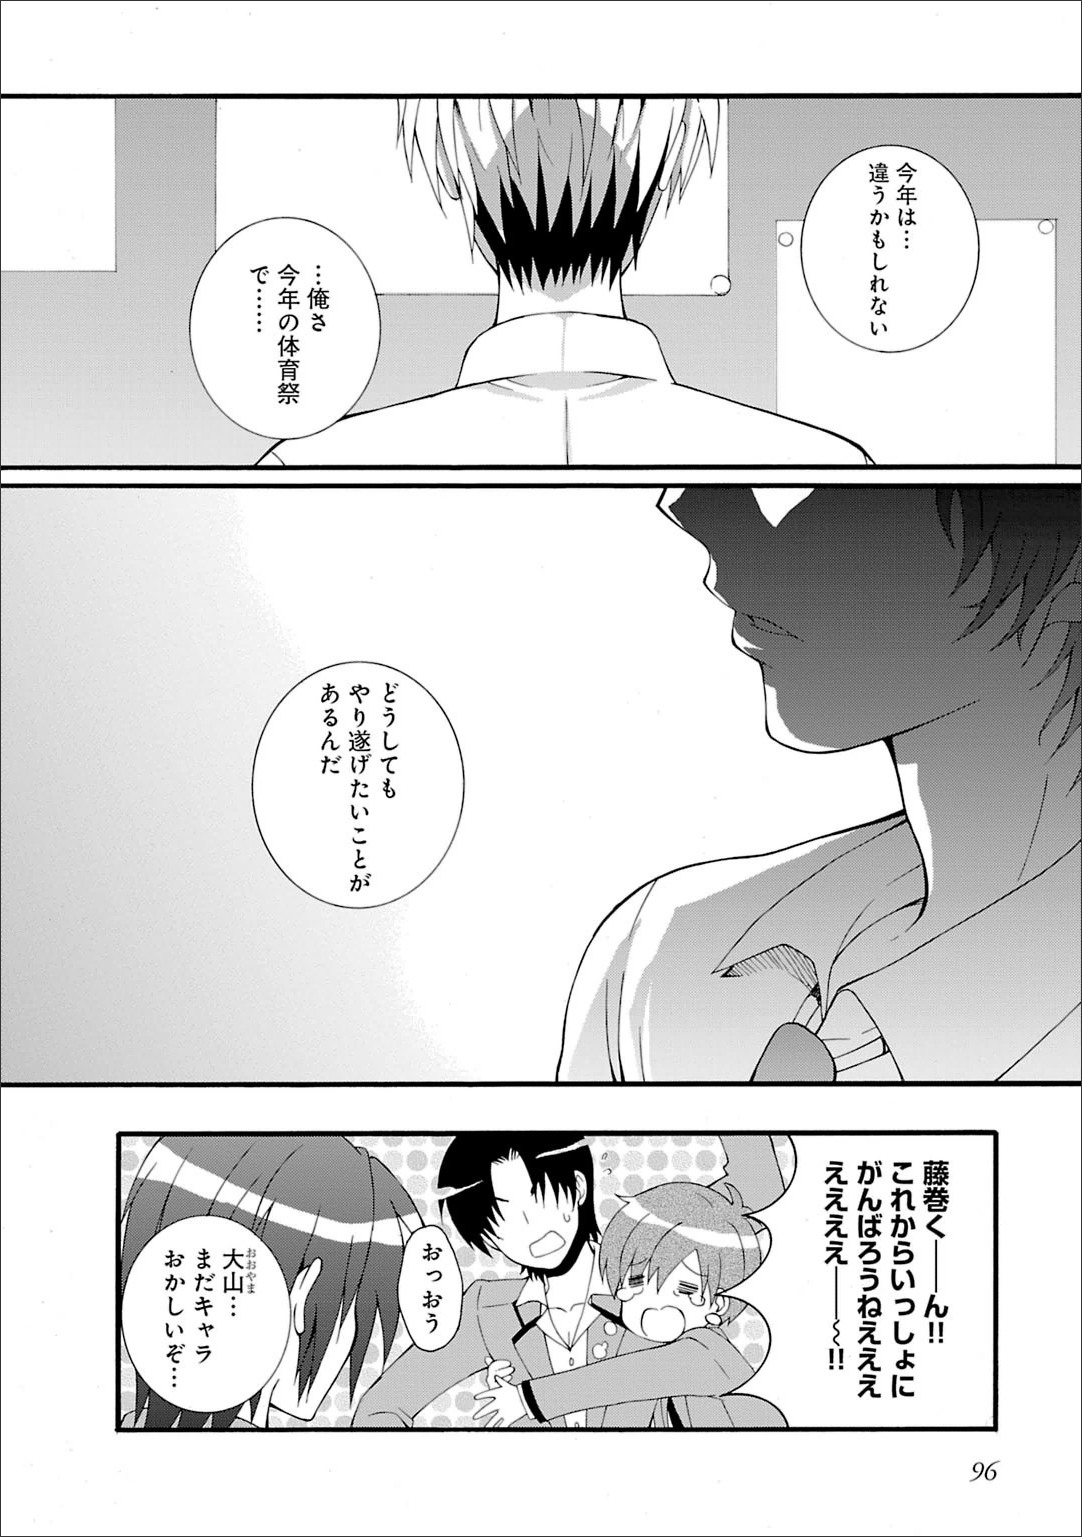 今年は…
違うかもしれない
…俺さ
今年の体育祭
で……
どうしても
やり遂げたいことが
あるんだ
藤巻く――ん!!
これからいっしょに
がんばろうねえええ
ええええ――〜〜!!
おっおう
大山…
おおやま
まだキャラ
おかしいぞ…
96